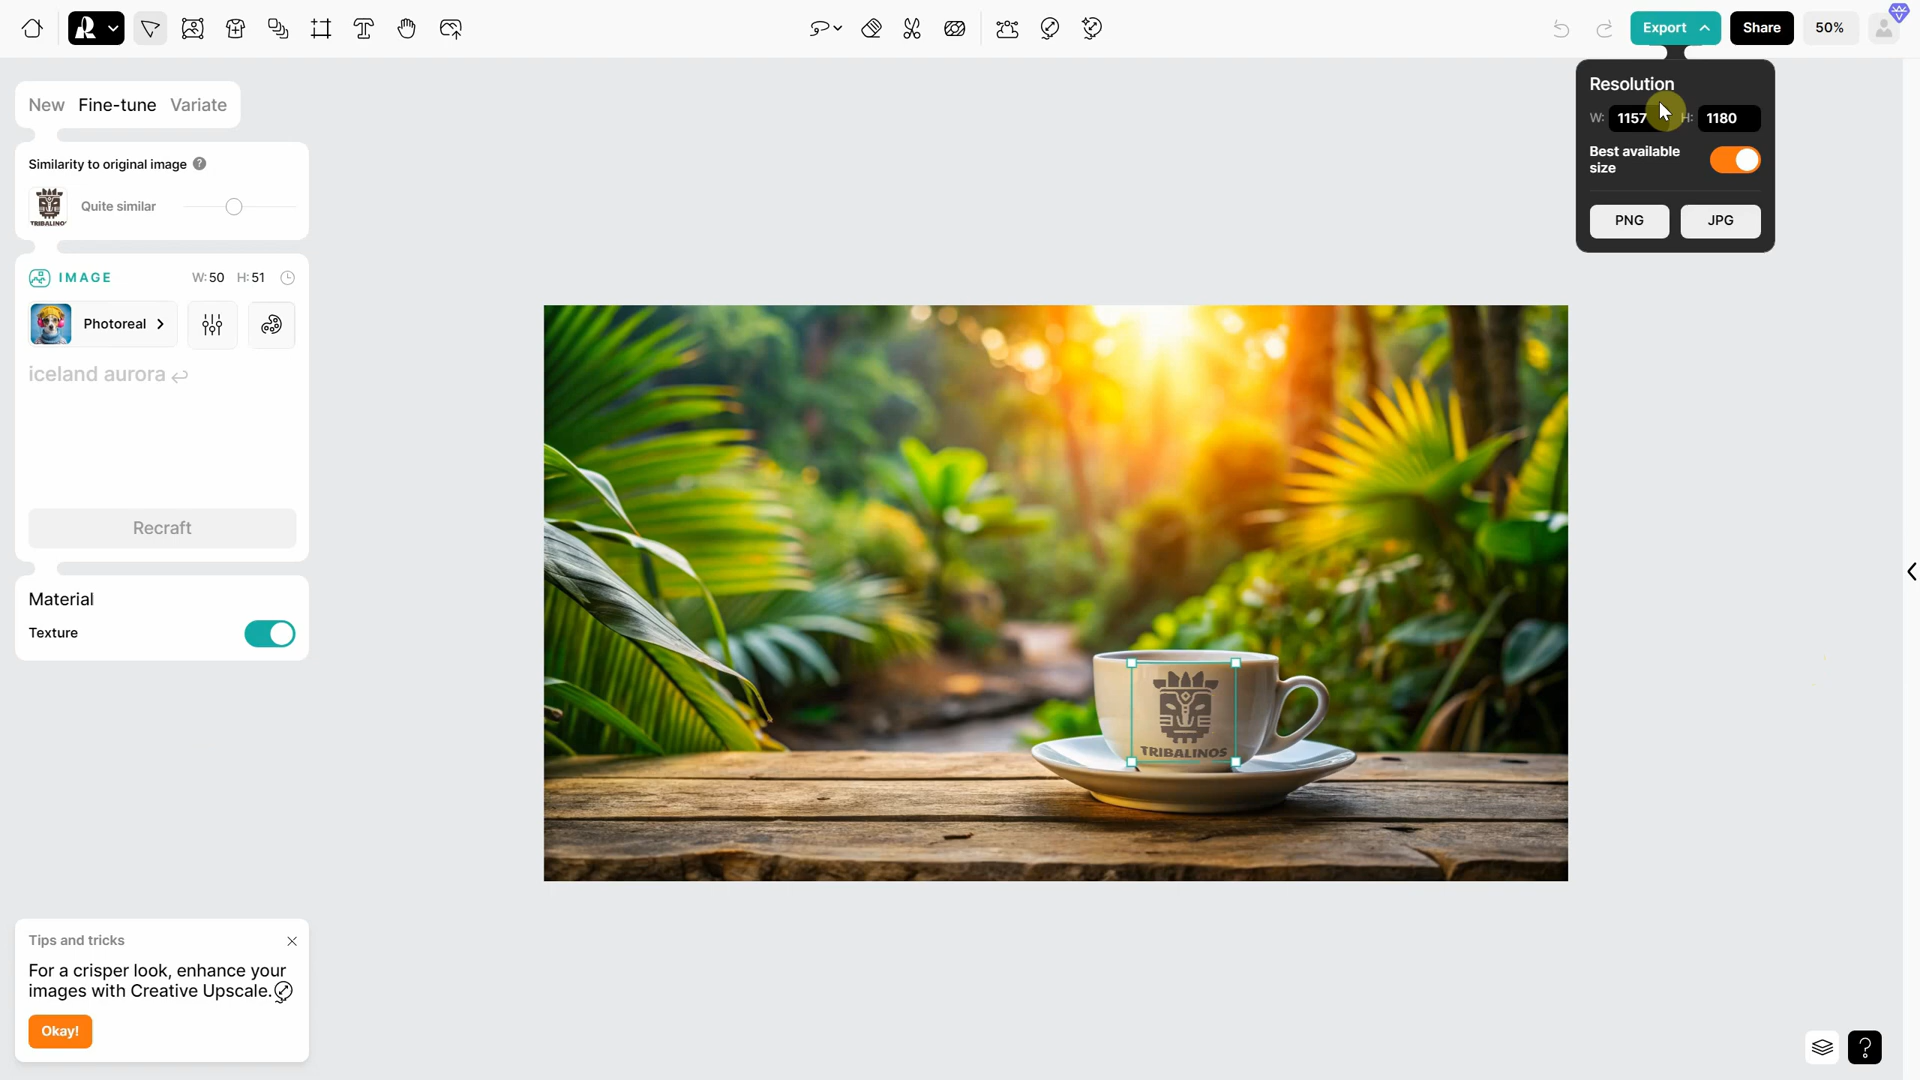 Export
Share
50%
New Fine-tune Variate
Resolution
W: 1157 H: 1180
Best available
size
PNG JPG
Similarity to original image ?
TRIBALINO
Quite similar
IMAGE W: 50 H: 51
Photoreal
iceland aurora
Recraft
Material
Texture
TRIBALINOS
Tips and tricks
For a crisper look, enhance your
images with Creative Upscale.
Okay!
?